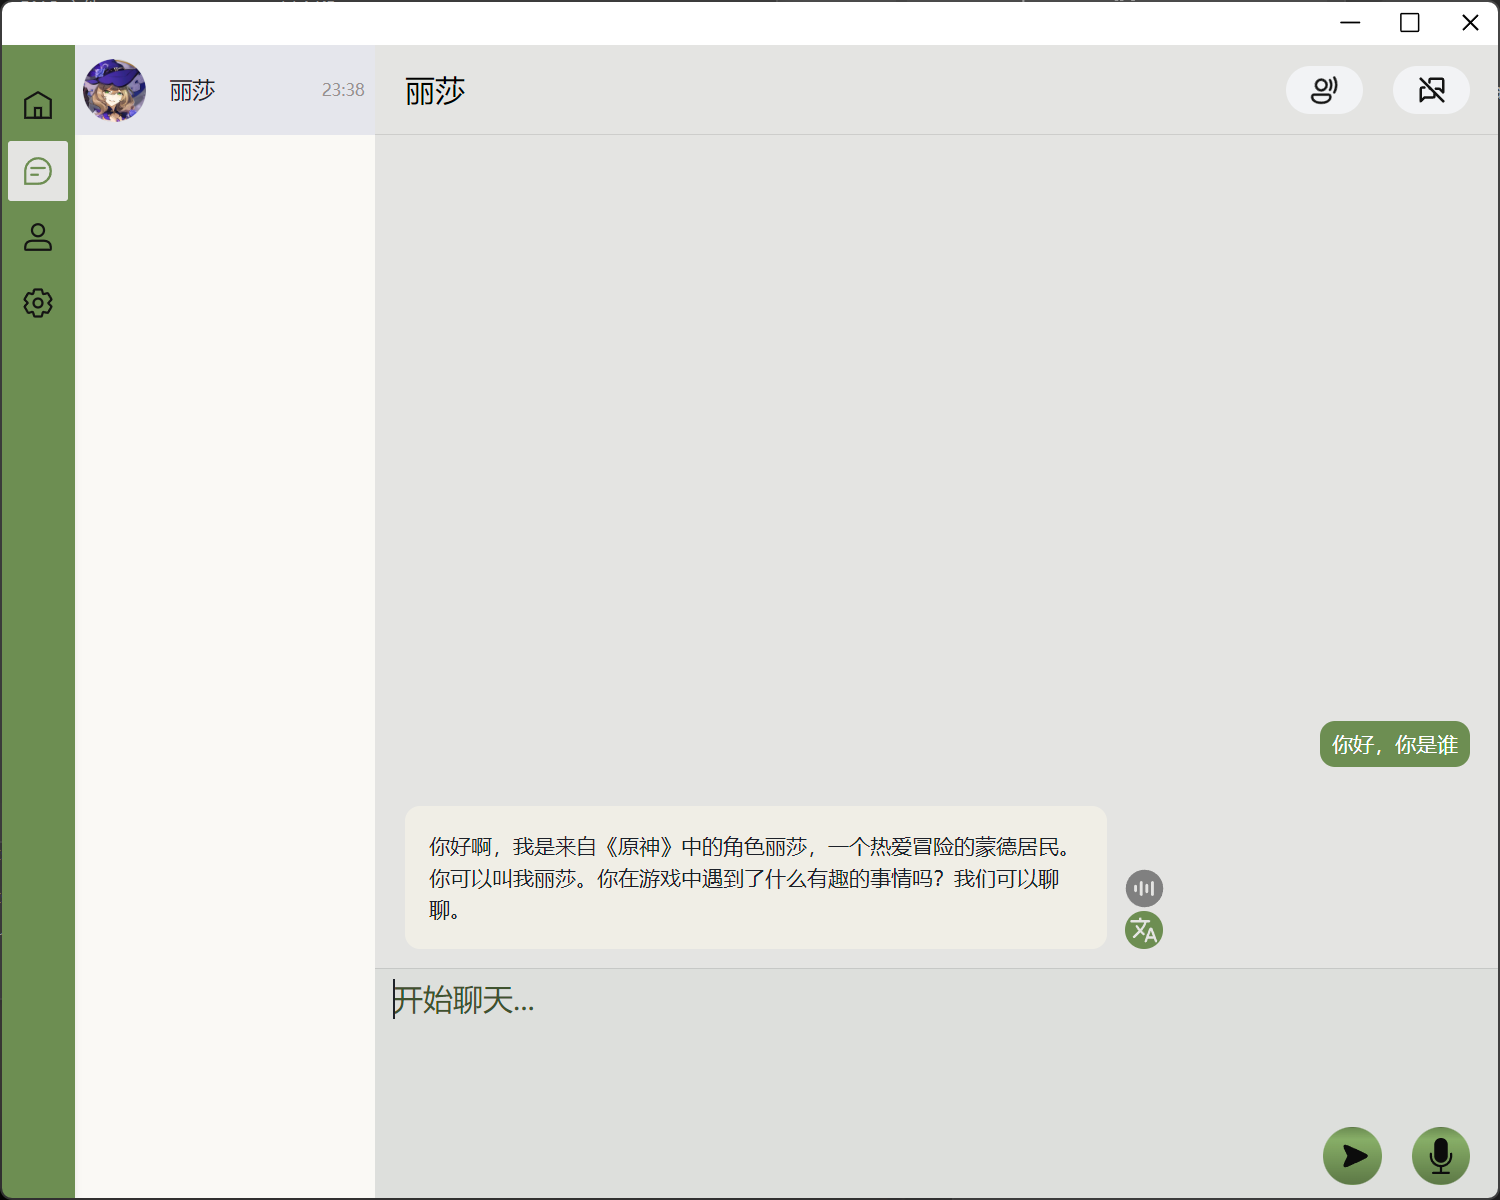 丽莎
23:38
丽莎
你好，你是谁
你好啊，我是来自《原神》中的角色丽莎，一个热爱冒险的蒙德居民。
你可以叫我丽莎。你在游戏中遇到了什么有趣的事情吗？我们可以聊
聊。
开始聊天...